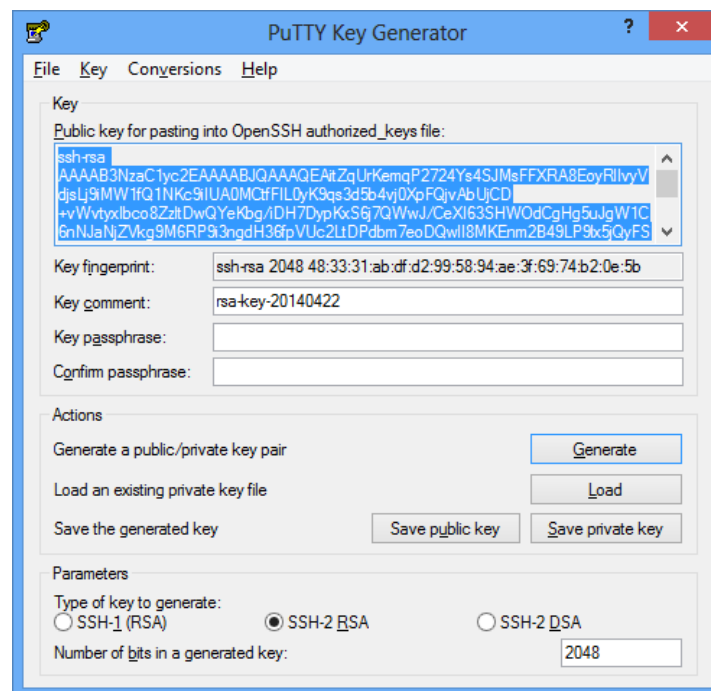 PuTTY Key Generator
?
File Key Conversions Help
Key
Public key for pasting into OpenSSH authorized_keys file:
ssh-rsa
AAAAB3NzaC1yc2EAAAABJQAAAQEAitZqUrKemqP2724Ys4SJMsFFXRA8EoyRllvyV
djsLj9iMW1fQ1NKc9iIUA0MCtfFIL0yK9qs3d5b4vj0XpFQjvAbUjCD
+vWvtyxlbco8ZzltDwQYeKbg/iDH7DypKxS6j7QWwJ/CeXI63SHWOdCgHg5uJgW1C
6nNJaNjZVkg9M6RP9i3ngdH36fpVUc2LtDPdbm7eoDQwIl8MKEnm2B49LP9tx5jQyFS
Key fingerprint: ssh-rsa 2048 48:33:31:ab:df:d2:99:58:94:ae:3f:69:74:b2:0e:5b
Key comment: rsa-key-20140422
Key passphrase:
Confirm passphrase:
Actions
Generate a public/private key pair Generate
Load an existing private key file Load
Save the generated key Save public key Save private key
Parameters
Type of key to generate:
SSH-1 (RSA) SSH-2 RSA SSH-2 DSA
Number of bits in a generated key: 2048